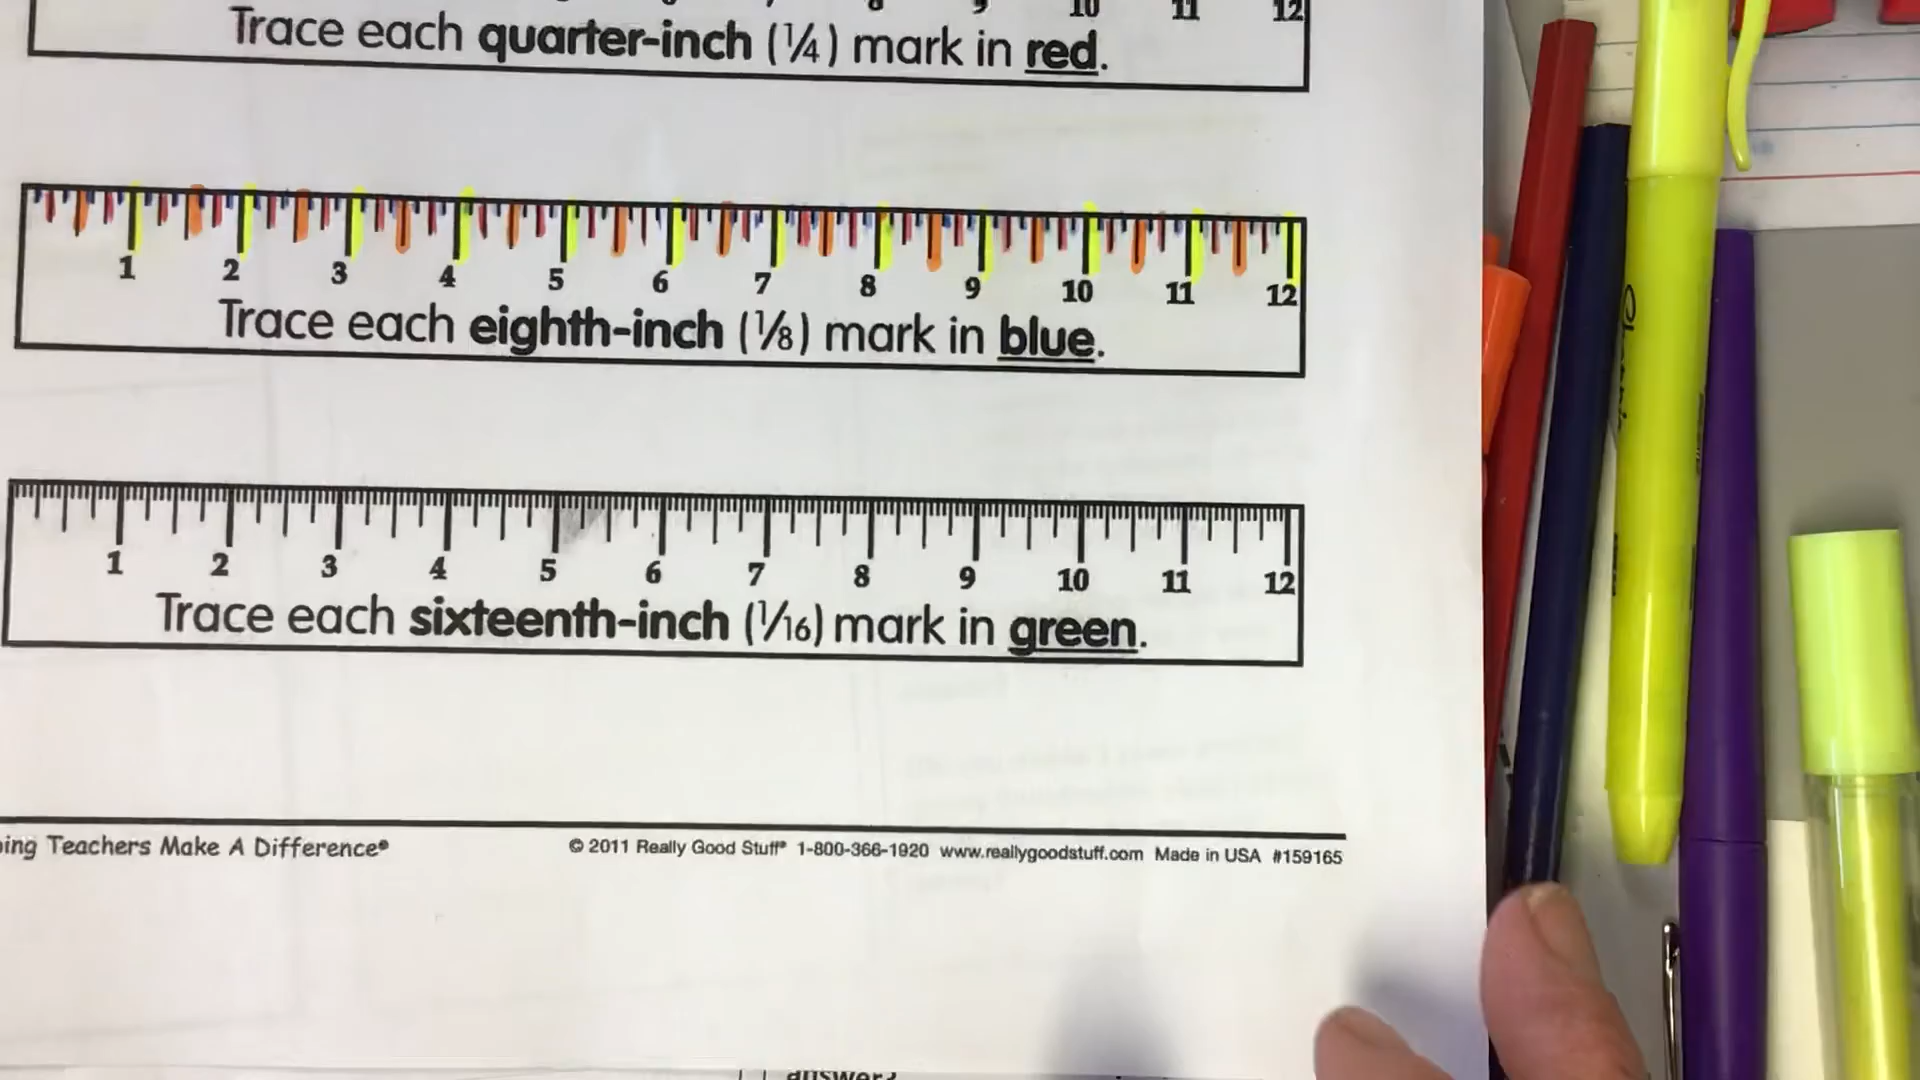 8 9 10 11 12
Trace each quarter-inch (1/4) mark in red.
1 2 3 4 5 6 7 8 9 10 11 12
Trace each eighth-inch (1/8) mark in blue.
1 2 3 4 5 6 7 8 9 10 11 12
Trace each sixteenth-inch (1/16) mark in green.
ing Teachers Make A Difference® © 2011 Really Good Stuff® 1-800-366-1920 www.reallygoodstuff.com Made in USA #159165
answer?